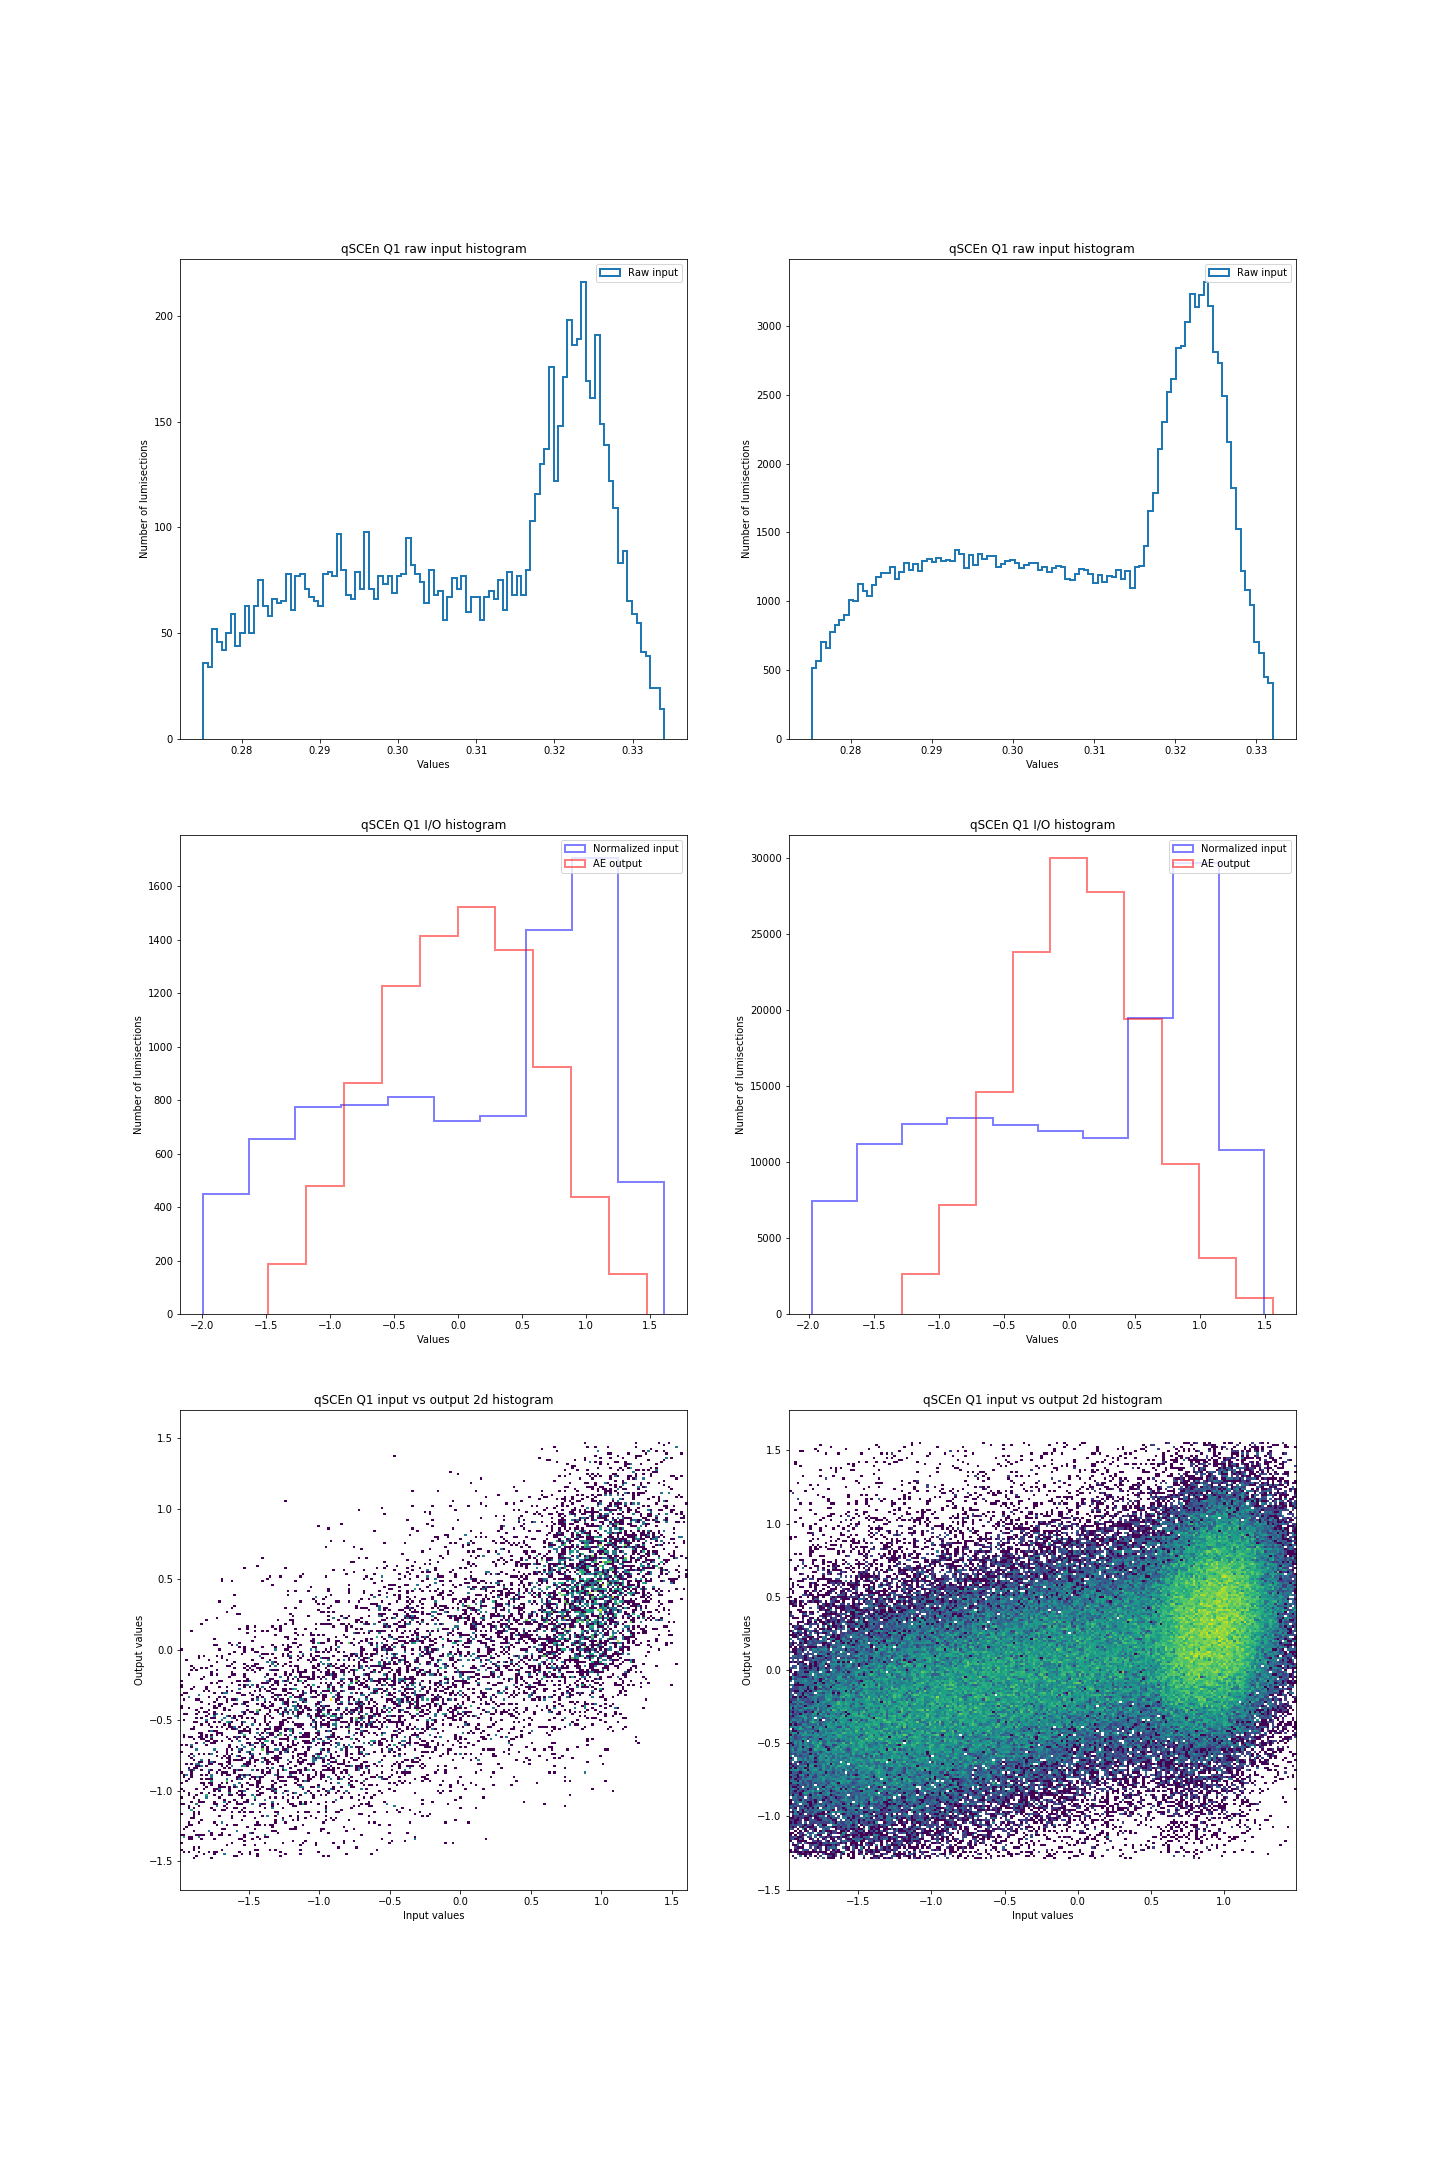 qSCEn Q1 raw input histogram
Raw input
Number of lumisections
200
150
100
50
0
0.28 0.29 0.30 0.31 0.32 0.33
Values
qSCEn Q1 raw input histogram
Raw input
Number of lumisections
3000
2500
2000
1500
1000
500
0
0.28 0.29 0.30 0.31 0.32 0.33
Values
qSCEn Q1 I/O histogram
Normalized input
AE output
Number of lumisections
1600
1400
1200
1000
800
600
400
200
0
−2.0 −1.5 −1.0 −0.5 0.0 0.5 1.0 1.5
Values
qSCEn Q1 I/O histogram
Normalized input
AE output
Number of lumisections
30000
25000
20000
15000
10000
5000
0
−2.0 −1.5 −1.0 −0.5 0.0 0.5 1.0 1.5
Values
qSCEn Q1 input vs output 2d histogram
Output values
1.5
1.0
0.5
0.0
−0.5
−1.0
−1.5
−1.5 −1.0 −0.5 0.0 0.5 1.0 1.5
Input values
qSCEn Q1 input vs output 2d histogram
Output values
1.5
1.0
0.5
0.0
−0.5
−1.0
−1.5
−1.5 −1.0 −0.5 0.0 0.5 1.0
Input values